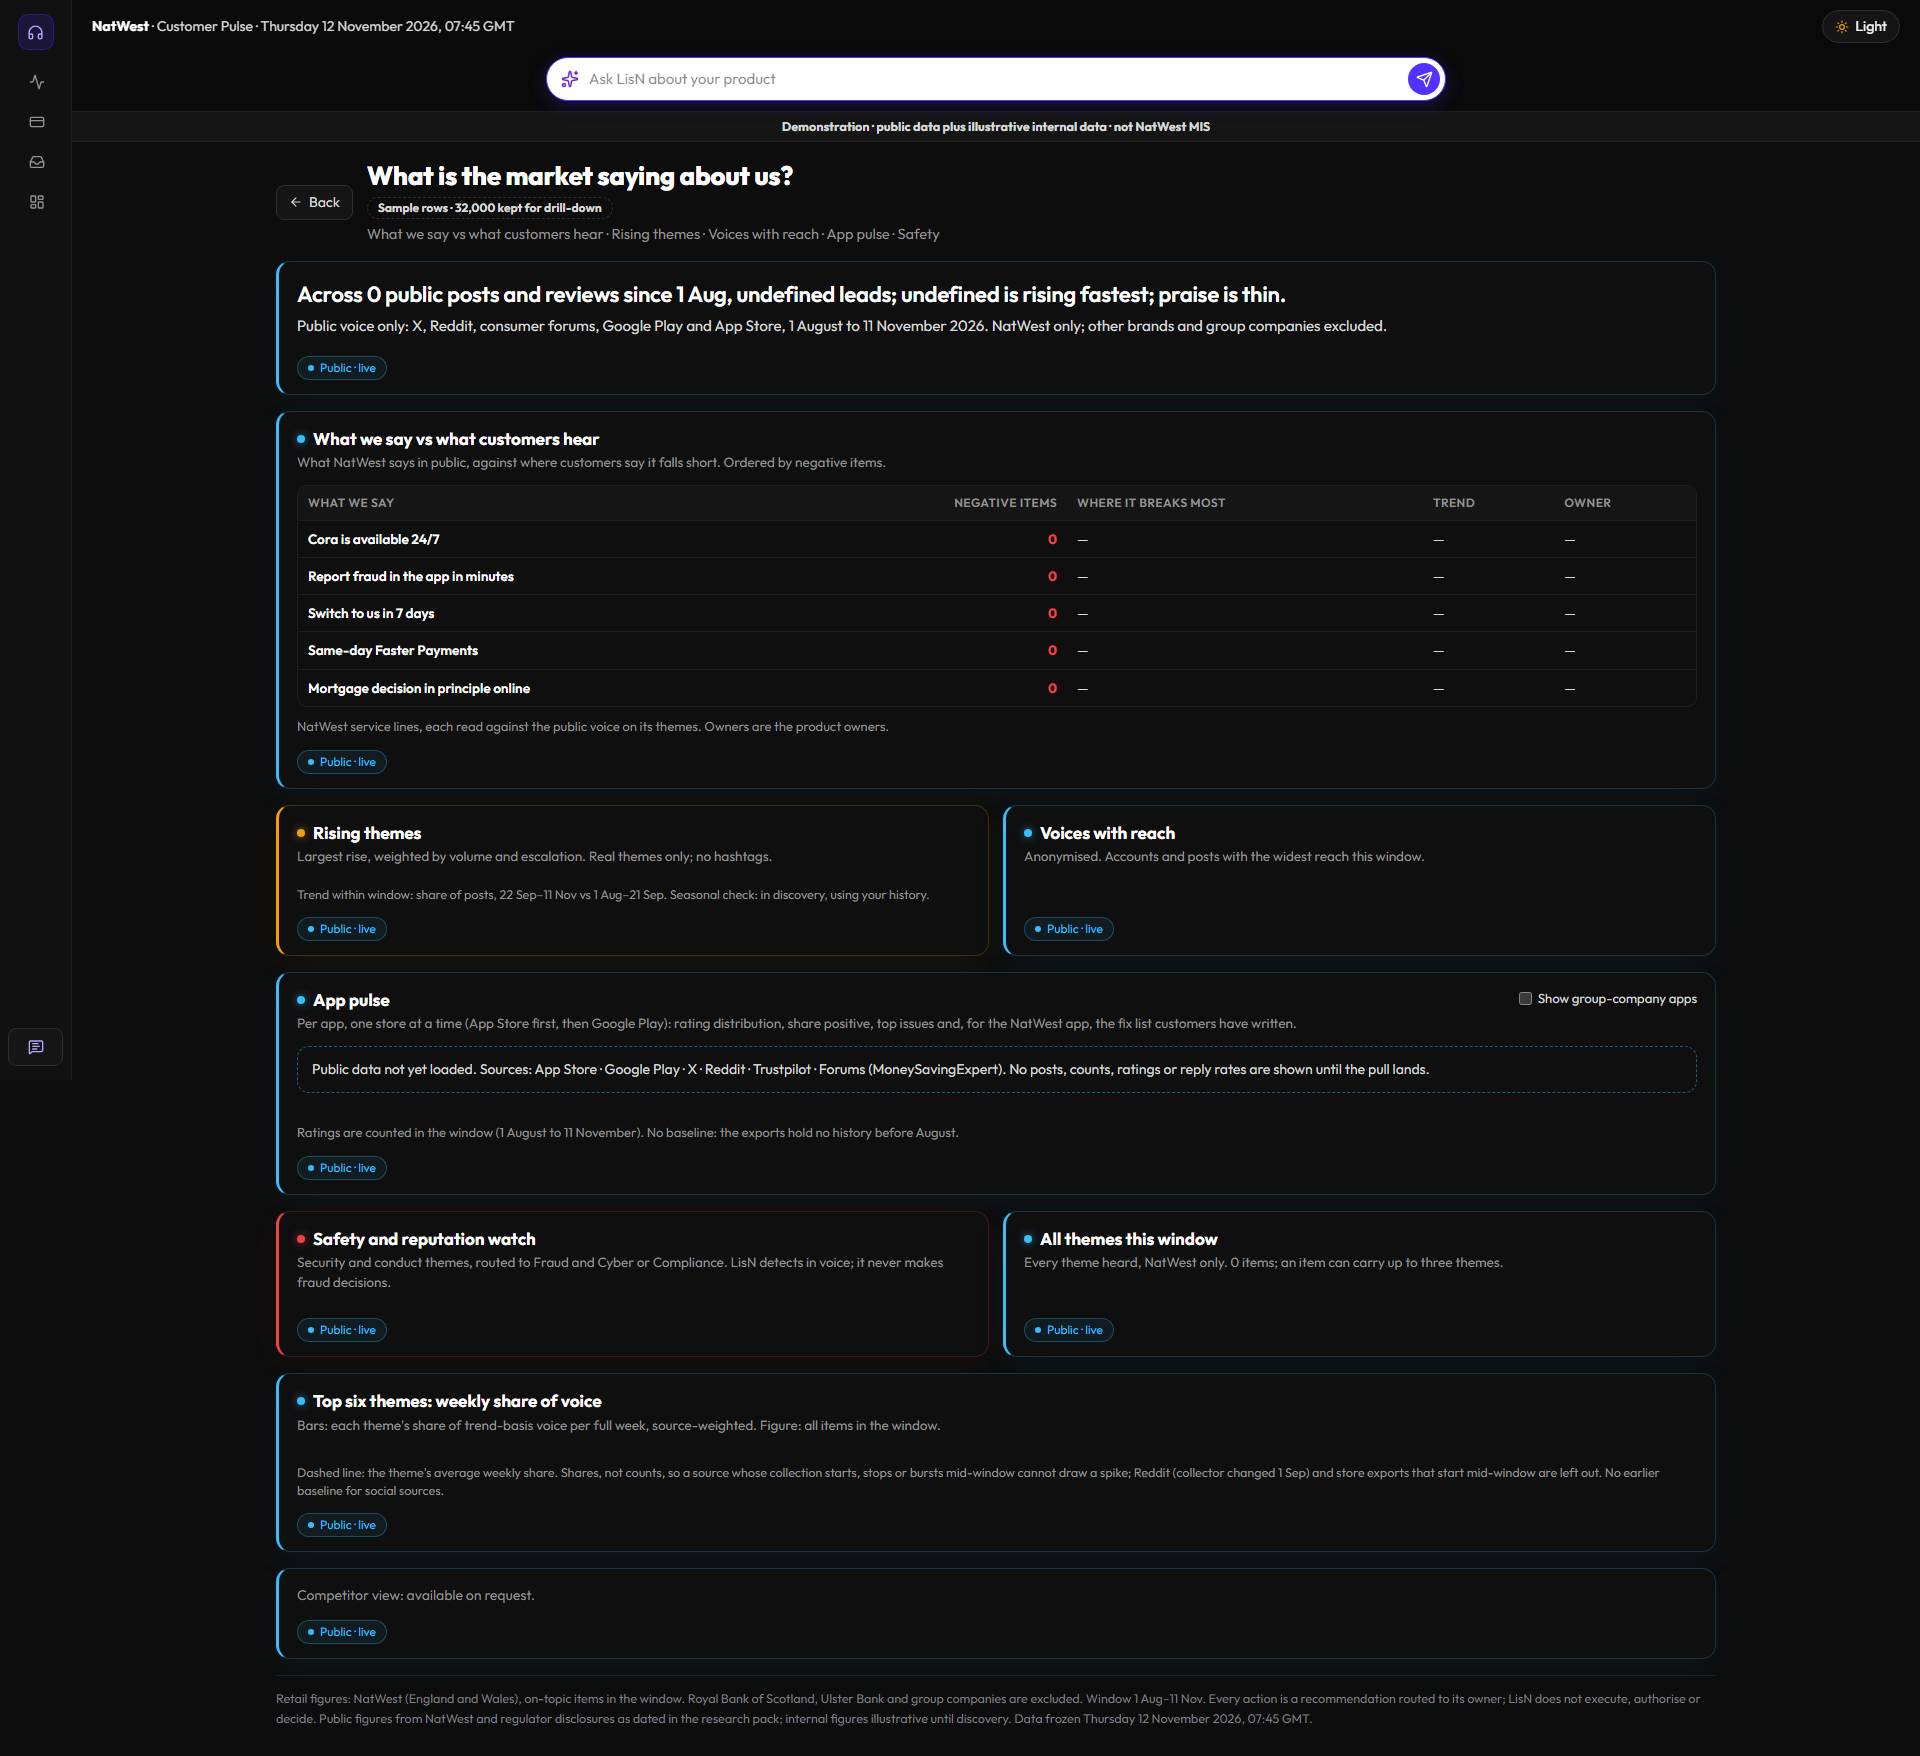 NatWest · Customer Pulse · Thursday 12 November 2026, 07:45 GMT
Light
Ask LisN about your product
Demonstration · public data plus illustrative internal data · not NatWest MIS
Back
What is the market saying about us?
Sample rows · 32,000 kept for drill-down
What we say vs what customers hear · Rising themes · Voices with reach · App pulse · Safety
Across 0 public posts and reviews since 1 Aug, undefined leads; undefined is rising fastest; praise is thin.
Public voice only: X, Reddit, consumer forums, Google Play and App Store, 1 August to 11 November 2026. NatWest only; other brands and group companies excluded.
Public · live
What we say vs what customers hear
What NatWest says in public, against where customers say it falls short. Ordered by negative items.
WHAT WE SAY NEGATIVE ITEMS WHERE IT BREAKS MOST TREND OWNER
Cora is available 24/7 0 — — —
Report fraud in the app in minutes 0 — — —
Switch to us in 7 days 0 — — —
Same-day Faster Payments 0 — — —
Mortgage decision in principle online 0 — — —
NatWest service lines, each read against the public voice on its themes. Owners are the product owners.
Public · live
Rising themes
Largest rise, weighted by volume and escalation. Real themes only; no hashtags.
Trend within window: share of posts, 22 Sep–11 Nov vs 1 Aug–21 Sep. Seasonal check: in discovery, using your history.
Public · live
Voices with reach
Anonymised. Accounts and posts with the widest reach this window.
Public · live
App pulse
Show group-company apps
Per app, one store at a time (App Store first, then Google Play): rating distribution, share positive, top issues and, for the NatWest app, the fix list customers have written.
Public data not yet loaded. Sources: App Store · Google Play · X · Reddit · Trustpilot · Forums (MoneySavingExpert). No posts, counts, ratings or reply rates are shown until the pull lands.
Ratings are counted in the window (1 August to 11 November). No baseline: the exports hold no history before August.
Public · live
Safety and reputation watch
Security and conduct themes, routed to Fraud and Cyber or Compliance. LisN detects in voice; it never makes
fraud decisions.
Public · live
All themes this window
Every theme heard, NatWest only. 0 items; an item can carry up to three themes.
Public · live
Top six themes: weekly share of voice
Bars: each theme's share of trend-basis voice per full week, source-weighted. Figure: all items in the window.
Dashed line: the theme's average weekly share. Shares, not counts, so a source whose collection starts, stops or bursts mid-window cannot draw a spike; Reddit (collector changed 1 Sep) and store exports that start mid-window are left out. No earlier
baseline for social sources.
Public · live
Competitor view: available on request.
Public · live
Retail figures: NatWest (England and Wales), on-topic items in the window. Royal Bank of Scotland, Ulster Bank and group companies are excluded. Window 1 Aug–11 Nov. Every action is a recommendation routed to its owner; LisN does not execute, authorise or
decide. Public figures from NatWest and regulator disclosures as dated in the research pack; internal figures illustrative until discovery. Data frozen Thursday 12 November 2026, 07:45 GMT.